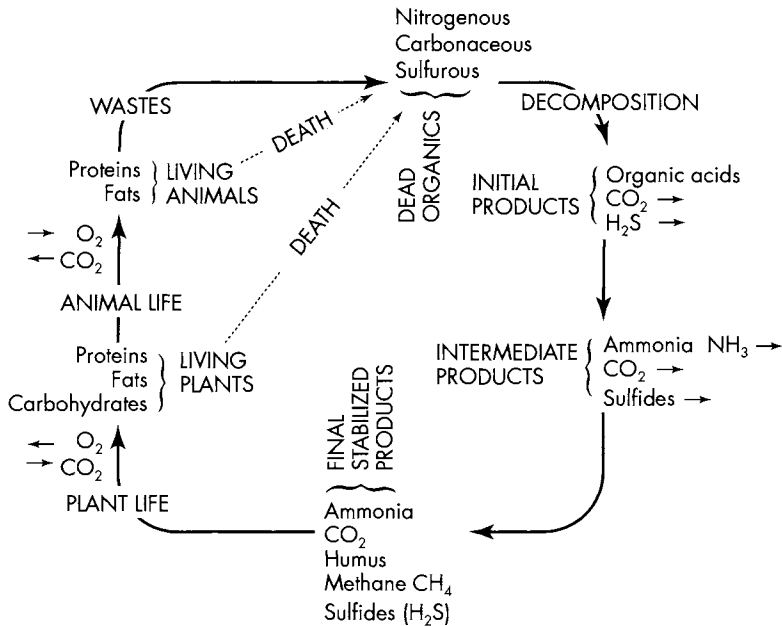 Nitrogenous
Carbonaceous
Sulfurous
WASTES
DECOMPOSITION
DEATH
DEAD
ORGANICS
Proteins
Fats
LIVING
ANIMALS
INITIAL
PRODUCTS
Organic acids
CO₂ →
H₂S →
→ O₂
← CO₂
DEATH
ANIMAL LIFE
Proteins
Fats
Carbohydrates
LIVING
PLANTS
INTERMEDIATE
PRODUCTS
Ammonia NH₃ →
CO₂ →
Sulfides →
← O₂
→ CO₂
PLANT LIFE
FINAL
STABILIZED
PRODUCTS
Ammonia
CO₂
Humus
Methane CH₄
Sulfides (H₂S)